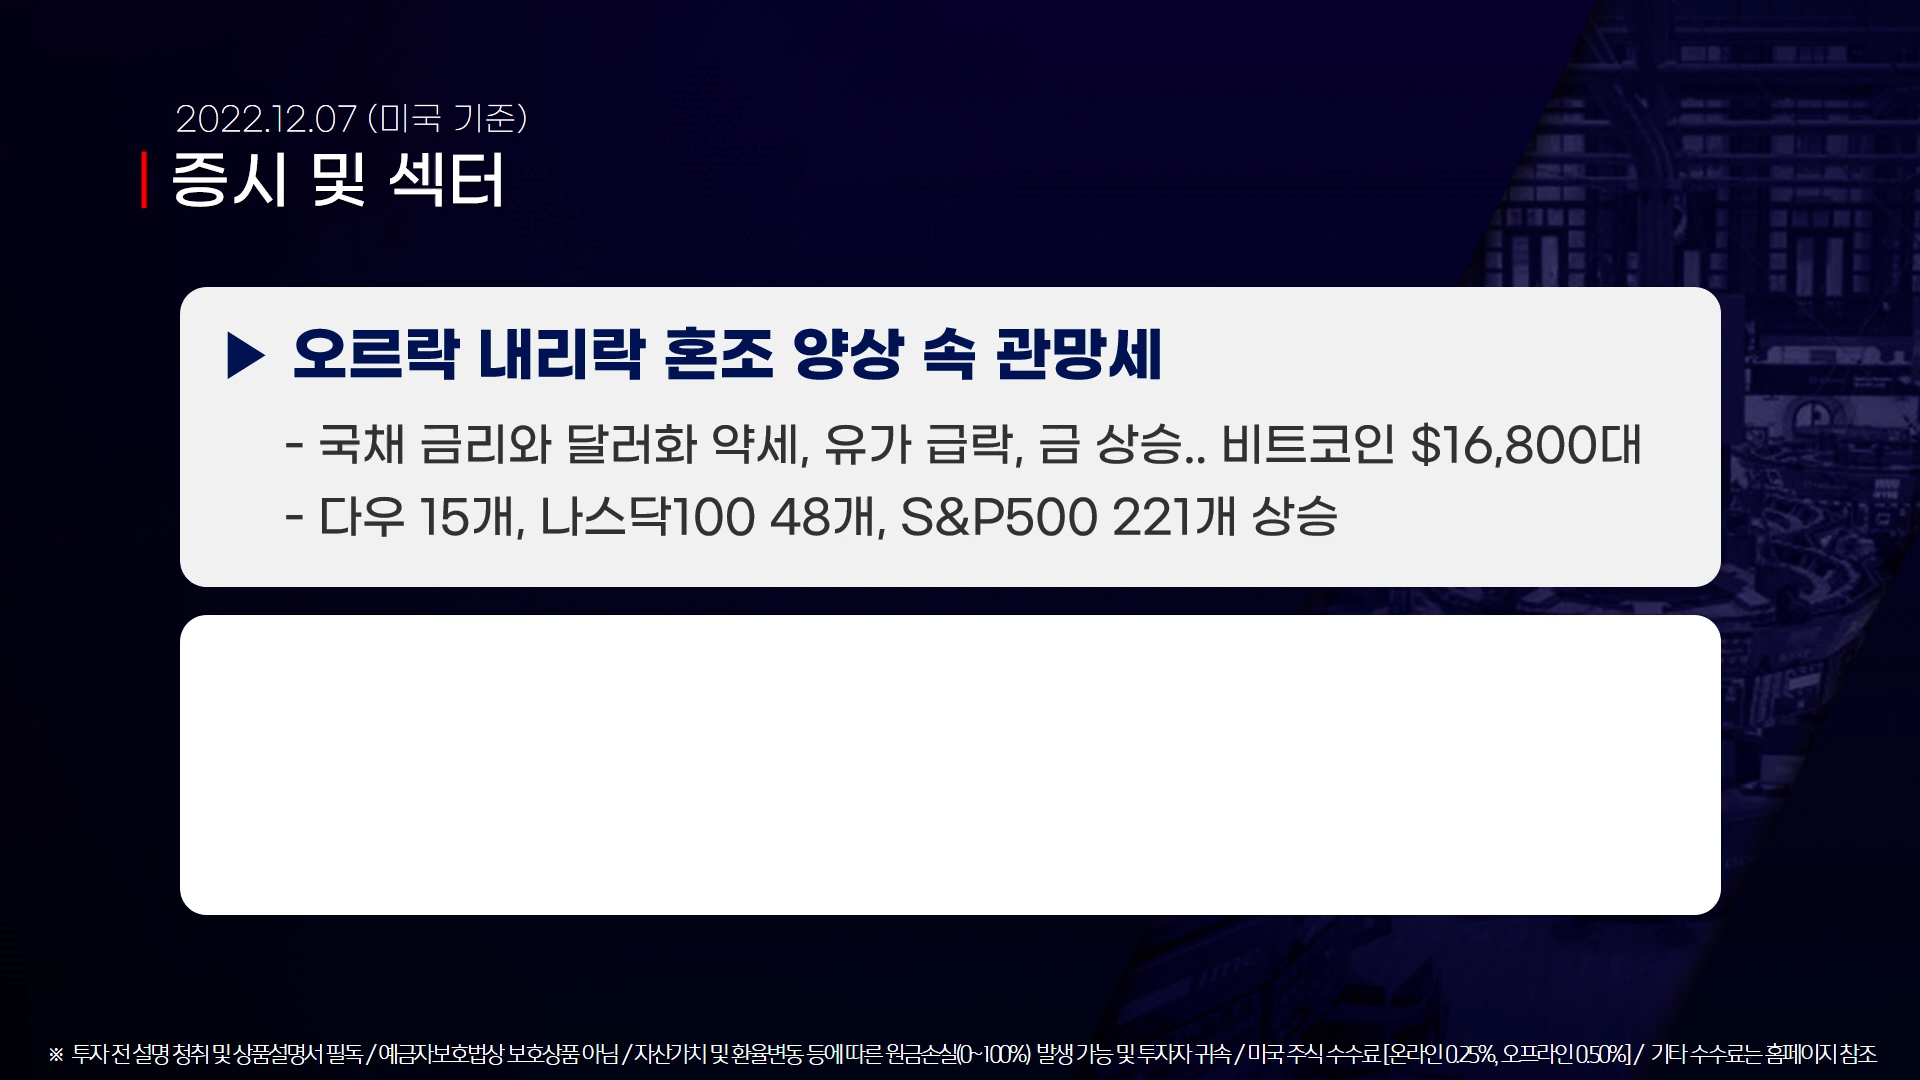 2022.12.07 (미국 기준)
증시 및 섹터
▶ 오르락 내리락 혼조 양상 속 관망세
- 국채 금리와 달러화 약세, 유가 급락, 금 상승.. 비트코인 $16,800대
- 다우 15개, 나스닥100 48개, S&P500 221개 상승
※ 투자 전 설명 청취 및 상품설명서 필독 / 예금자보호법상 보호상품 아님 / 자산가치 및 환율변동 등에 따른 원금손실(0~100%) 발생 가능 및 투자자 귀속 / 미국 주식 수수료 [온라인 0.25%, 오프라인 0.50%] / 기타 수수료는 홈페이지 참조